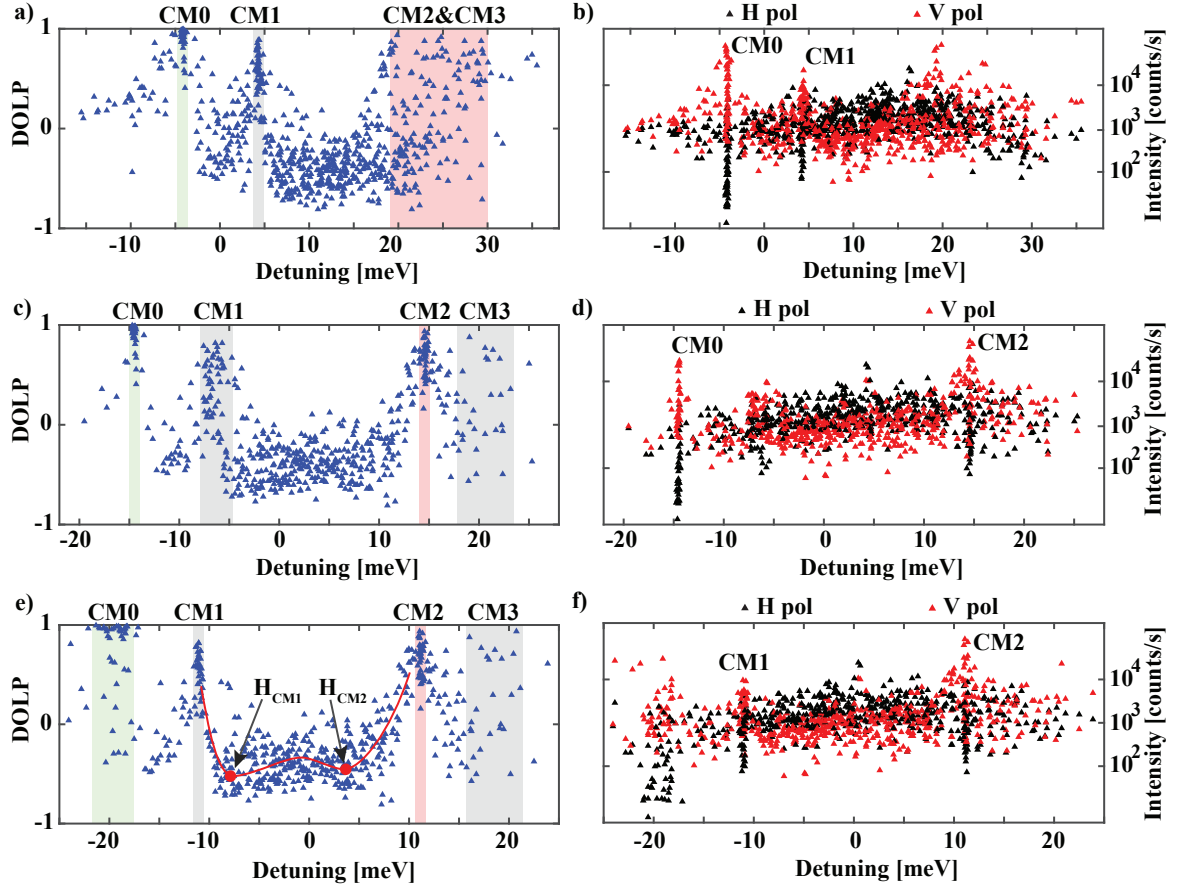 a) CM0 CM1 CM2&CM3
1
0
1
DOLP
-10 0 10 20 30
Detuning [meV]
b) H pol V pol
CM0
CM1
10^4
10^3
10^2
Intensity [counts/s]
-10 0 10 20 30
Detuning [meV]
c) CM0 CM1 CM2 CM3
1
0
-1
DOLP
-20 -10 0 10 20
Detuning [meV]
d) H pol V pol
CM0 CM2
10^4
10^3
10^2
Intensity [counts/s]
-20 -10 0 10 20
Detuning [meV]
e) CM0 CM1 CM2 CM3
1
0
-1
DOLP
H_CM1 H_CM2
-20 -10 0 10 20
Detuning [meV]
f) H pol V pol
CM1 CM2
10^4
10^3
10^2
Intensity [counts/s]
-20 -10 0 10 20
Detuning [meV]